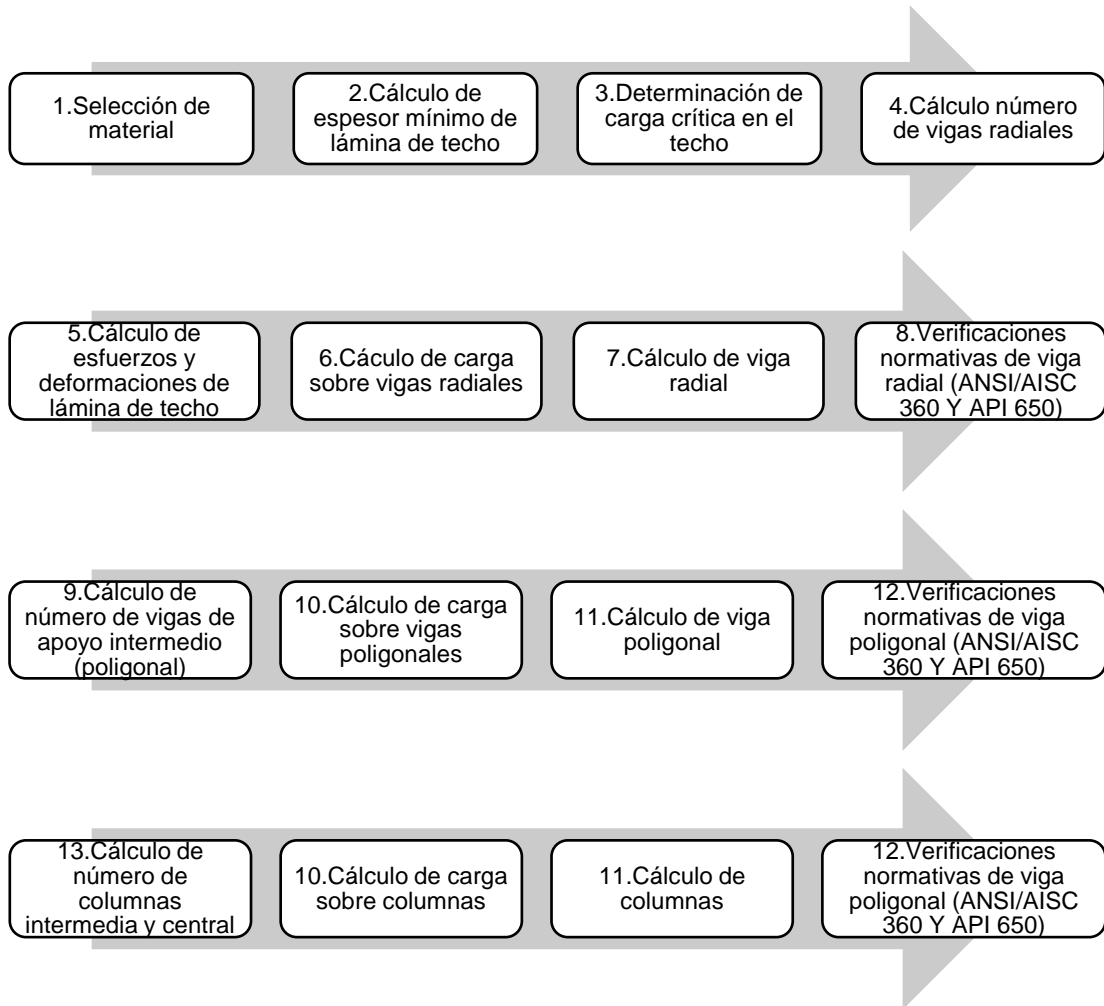 1.Selección de
material
2.Cálculo de
espesor mínimo de
lámina de techo
3.Determinación de
carga crítica en el
techo
4.Cálculo número
de vigas radiales
5.Cálculo de
esfuerzos y
deformaciones de
lámina de techo
6.Cáculo de carga
sobre vigas radiales
7.Cálculo de viga
radial
8.Verificaciones
normativas de viga
radial (ANSI/AISC
360 Y API 650)
9.Cálculo de
número de vigas de
apoyo intermedio
(poligonal)
10.Cálculo de carga
sobre vigas
poligonales
11.Cálculo de viga
poligonal
12.Verificaciones
normativas de viga
poligonal (ANSI/AISC
360 Y API 650)
13.Cálculo de
número de
columnas
intermedia y central
10.Cálculo de carga
sobre columnas
11.Cálculo de
columnas
12.Verificaciones
normativas de viga
poligonal (ANSI/AISC
360 Y API 650)